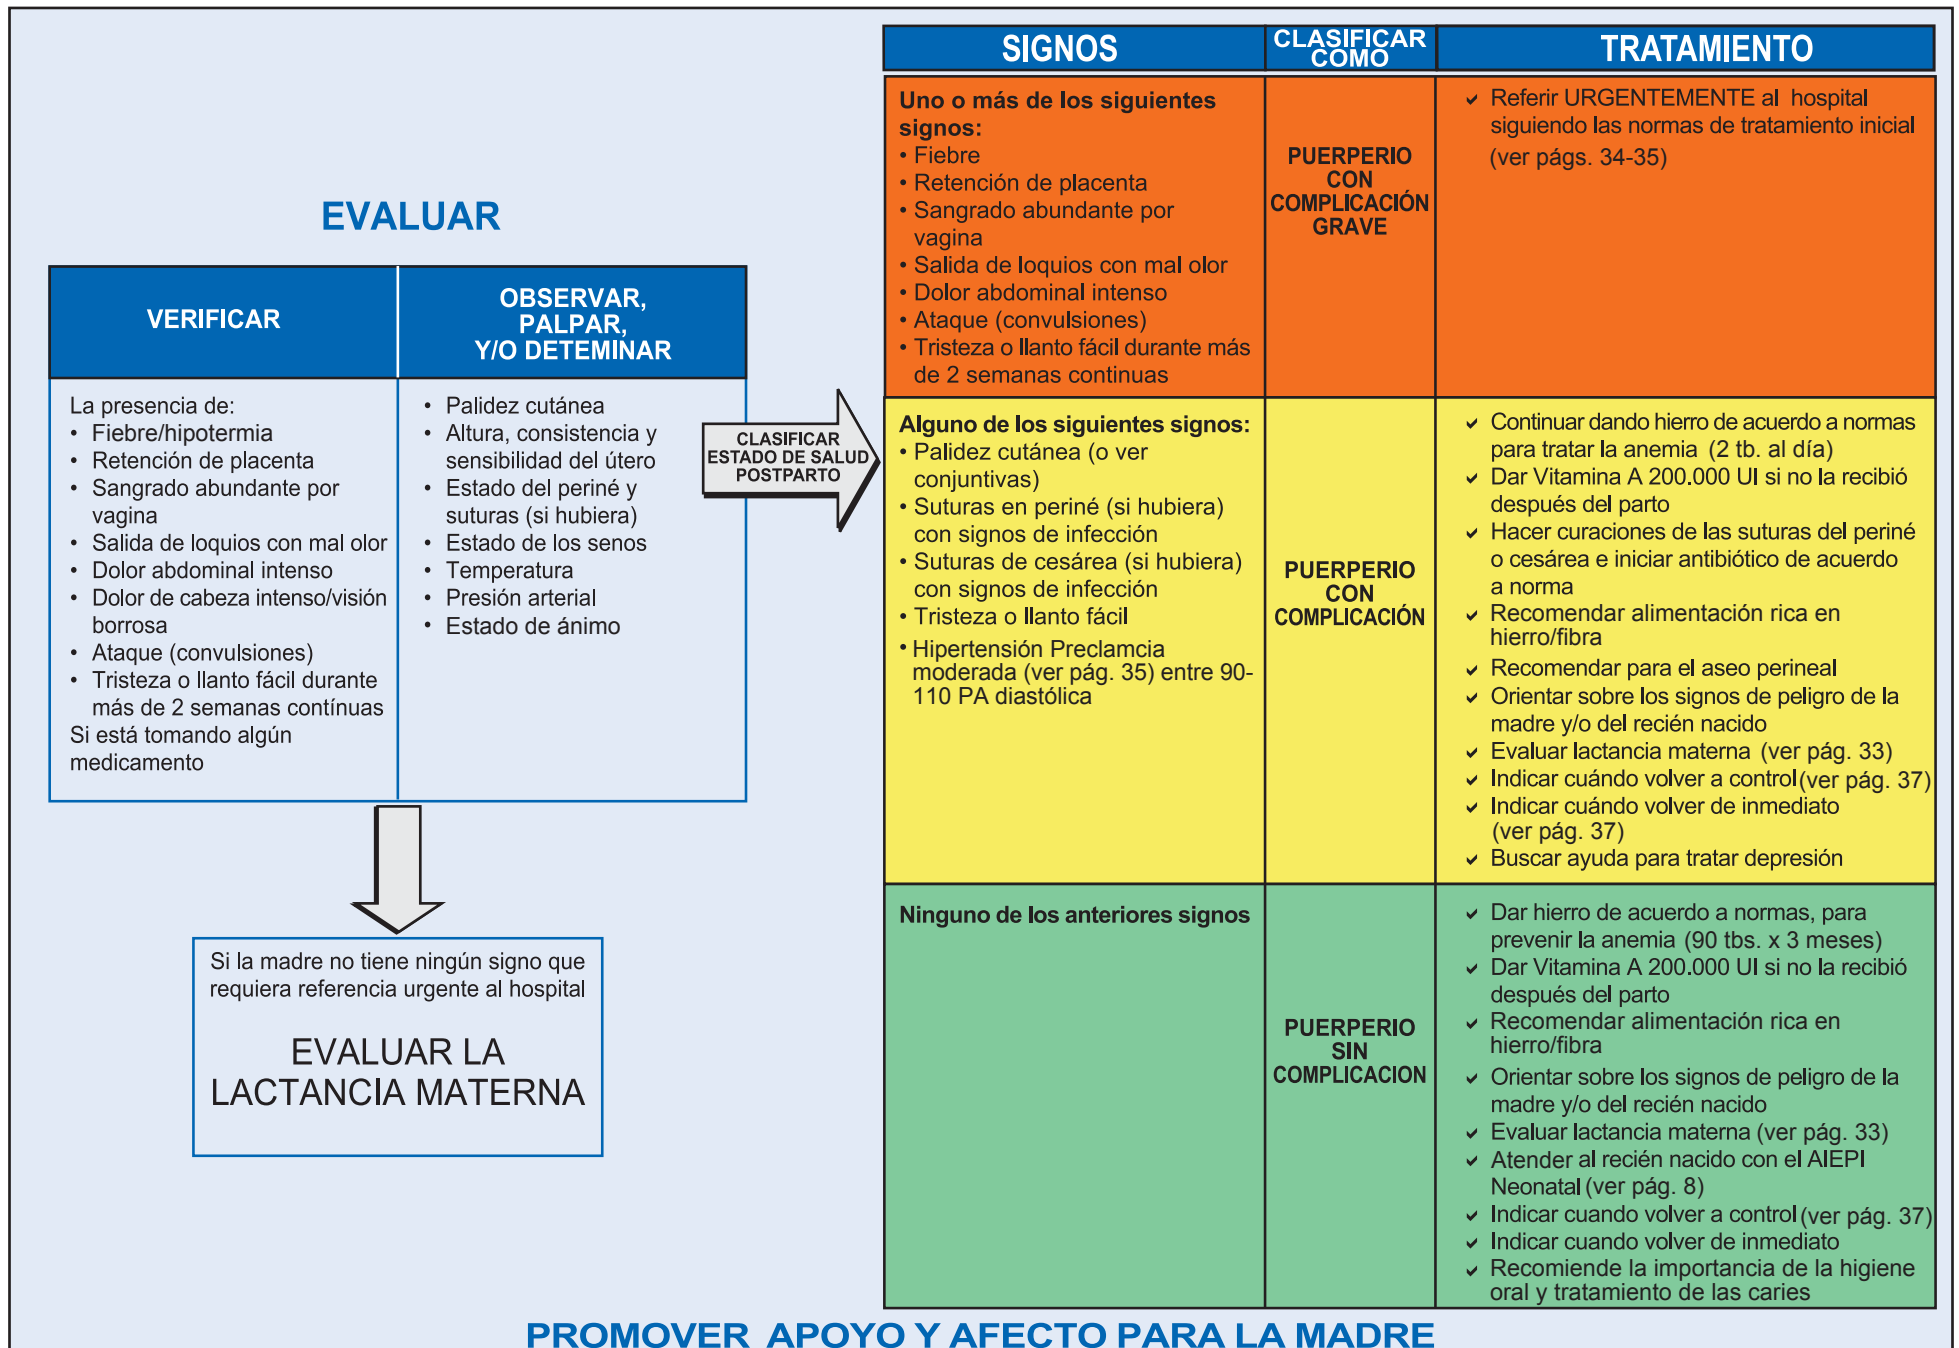 EVALUAR
VERIFICAR
OBSERVAR,
PALPAR,
Y/O DETEMINAR
La presencia de:
• Fiebre/hipotermia
• Retención de placenta
• Sangrado abundante por
vagina
• Salida de loquios con mal olor
• Dolor abdominal intenso
• Dolor de cabeza intenso/visión
borrosa
• Ataque (convulsiones)
• Tristeza o llanto fácil durante
más de 2 semanas contínuas
Si está tomando algún
medicamento
• Palidez cutánea
• Altura, consistencia y
sensibilidad del útero
• Estado del periné y
suturas (si hubiera)
• Estado de los senos
• Temperatura
• Presión arterial
• Estado de ánimo
CLASIFICAR
ESTADO DE SALUD
POSTPARTO
Si la madre no tiene ningún signo que
requiera referencia urgente al hospital
EVALUAR LA
LACTANCIA MATERNA
SIGNOS
CLASIFICAR
COMO
TRATAMIENTO
Uno o más de los siguientes
signos:
• Fiebre
• Retención de placenta
• Sangrado abundante por
vagina
• Salida de loquios con mal olor
• Dolor abdominal intenso
• Ataque (convulsiones)
• Tristeza o llanto fácil durante más
de 2 semanas continuas
PUERPERIO
CON
COMPLICACIÓN
GRAVE
✓ Referir URGENTEMENTE al hospital
siguiendo las normas de tratamiento inicial
(ver págs. 34-35)
Alguno de los siguientes signos:
• Palidez cutánea (o ver
conjuntivas)
• Suturas en periné (si hubiera)
con signos de infección
• Suturas de cesárea (si hubiera)
con signos de infección
• Tristeza o llanto fácil
• Hipertensión Preclamcia
moderada (ver pág. 35) entre 90-
110 PA diastólica
PUERPERIO
CON
COMPLICACIÓN
✓ Continuar dando hierro de acuerdo a normas
para tratar la anemia (2 tb. al día)
✓ Dar Vitamina A 200.000 UI si no la recibió
después del parto
✓ Hacer curaciones de las suturas del periné
o cesárea e iniciar antibiótico de acuerdo
a norma
✓ Recomendar alimentación rica en
hierro/fibra
✓ Recomendar para el aseo perineal
✓ Orientar sobre los signos de peligro de la
madre y/o del recién nacido
✓ Evaluar lactancia materna (ver pág. 33)
✓ Indicar cuándo volver a control (ver pág. 37)
✓ Indicar cuándo volver de inmediato
(ver pág. 37)
✓ Buscar ayuda para tratar depresión
Ninguno de los anteriores signos
PUERPERIO
SIN
COMPLICACION
✓ Dar hierro de acuerdo a normas, para
prevenir la anemia (90 tbs. x 3 meses)
✓ Dar Vitamina A 200.000 UI si no la recibió
después del parto
✓ Recomendar alimentación rica en
hierro/fibra
✓ Orientar sobre los signos de peligro de la
madre y/o del recién nacido
✓ Evaluar lactancia materna (ver pág. 33)
✓ Atender al recién nacido con el AIEPI
Neonatal (ver pág. 8)
✓ Indicar cuando volver a control (ver pág. 37)
✓ Indicar cuando volver de inmediato
✓ Recomiende la importancia de la higiene
oral y tratamiento de las caries
PROMOVER APOYO Y AFECTO PARA LA MADRE